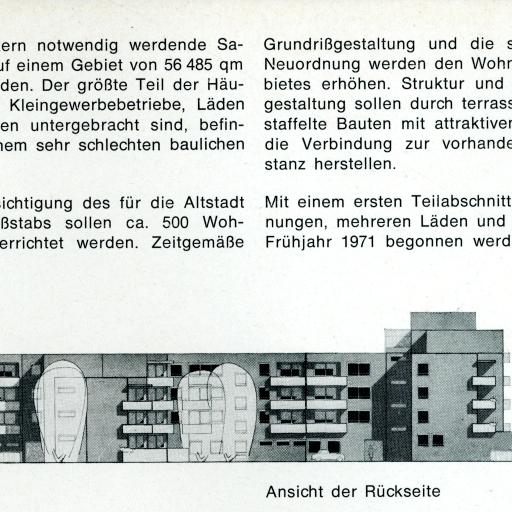 ern notwendig werdende Sa-
uf einem Gebiet von 56 485 qm
den. Der größte Teil der Häu-
Kleingewerbebetriebe, Läden
en untergebracht sind, befin-
nem sehr schlechten baulichen
sichtigung des für die Altstadt
ßstabs sollen ca. 500 Woh-
errichtet werden. Zeitgemäße
Grundrißgestaltung und die s
Neuordnung werden den Wohn
bietes erhöhen. Struktur und
gestaltung sollen durch terrass
staffelte Bauten mit attraktiven
die Verbindung zur vorhande
stanz herstellen.
Mit einem ersten Teilabschnitt
nungen, mehreren Läden und
Frühjahr 1971 begonnen werd
Ansicht der Rückseite